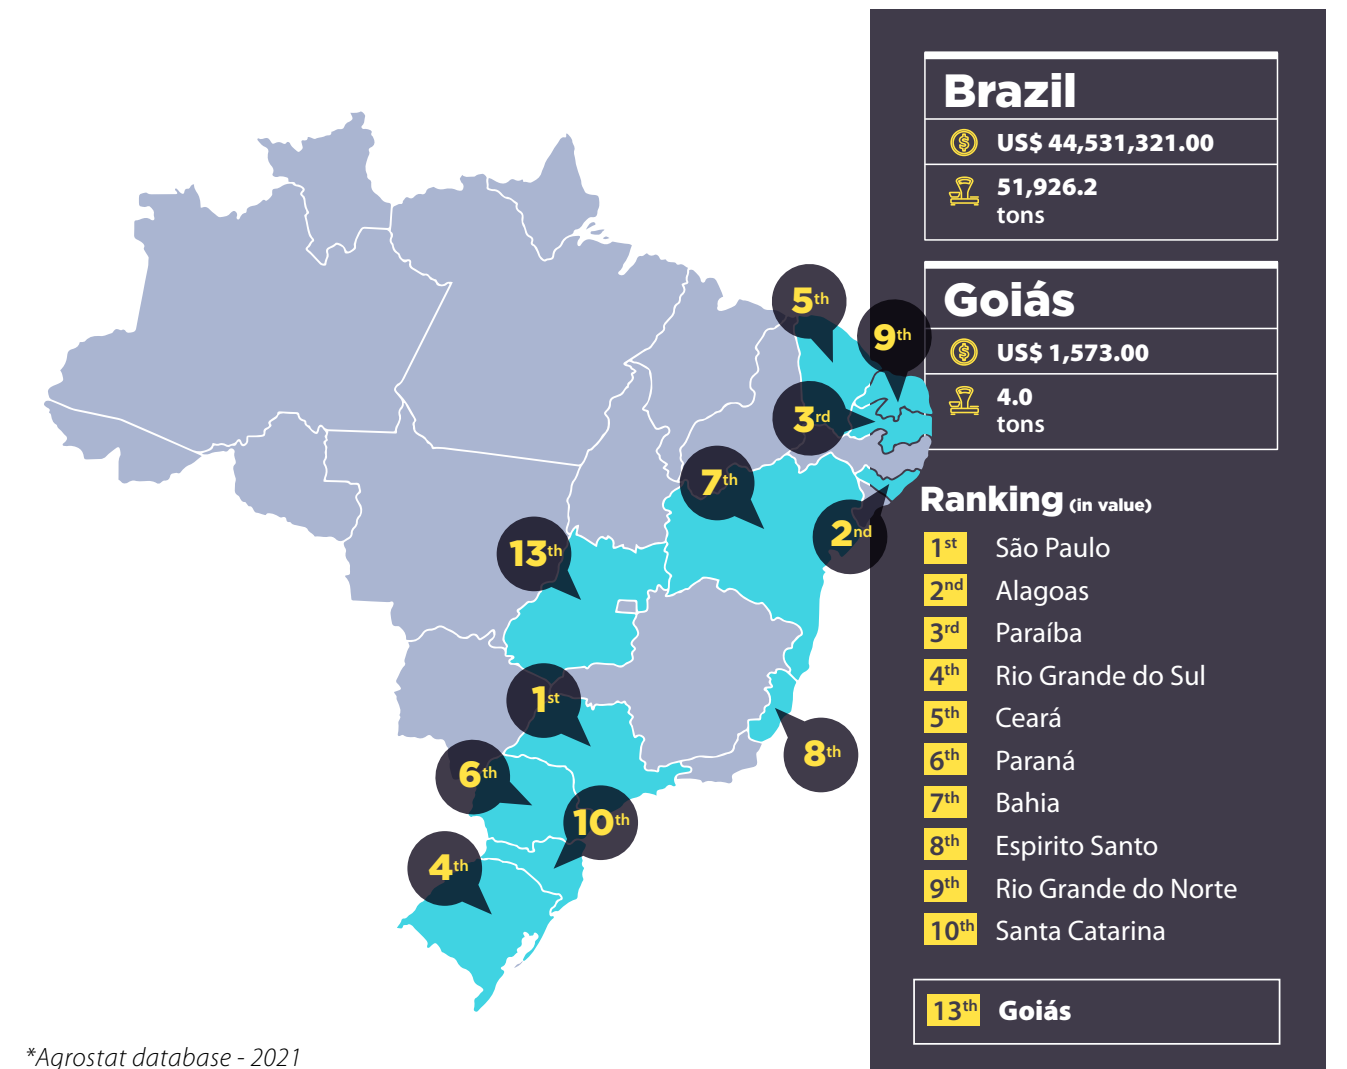 Brazil
US$ 44,531,321.00
51,926.2
tons
Goiás
US$ 1,573.00
4.0
tons
Ranking (in value)
1st São Paulo
2nd Alagoas
3rd Paraíba
4th Rio Grande do Sul
5th Ceará
6th Paraná
7th Bahia
8th Espirito Santo
9th Rio Grande do Norte
10th Santa Catarina
13th Goiás
5th
9th
3rd
7th
2nd
13th
1st
8th
6th
10th
4th
*Agrostat database - 2021